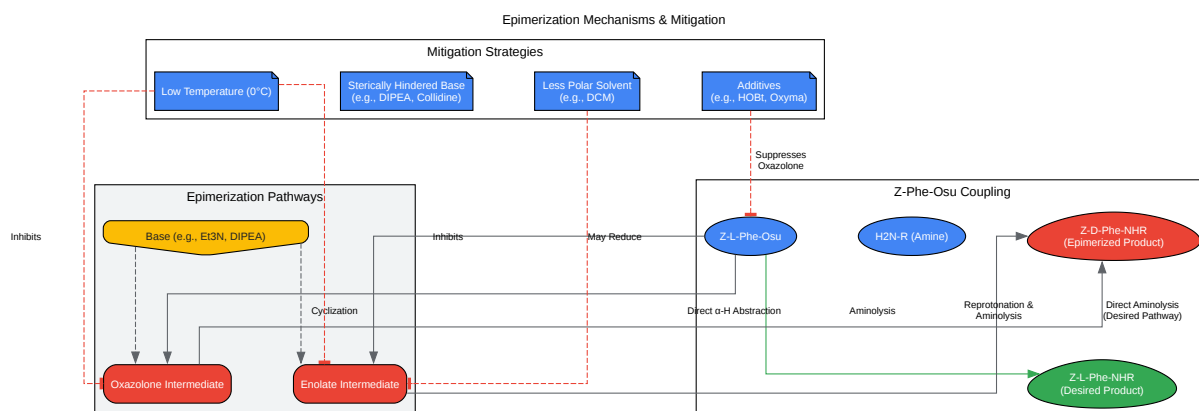 Epimerization Mechanisms & Mitigation
Mitigation Strategies
Low Temperature (0°C)
Sterically Hindered Base
(e.g., DIPEA, Collidine)
Less Polar Solvent
(e.g., DCM)
Additives
(e.g., HOBt, Oxyma)
Suppresses
Oxazolone
Epimerization Pathways
Z-Phe-Osu Coupling
Base (e.g., Et3N, DIPEA)
Inhibits
Inhibits
May Reduce
Z-L-Phe-Osu
H2N-R (Amine)
Z-D-Phe-NHR
(Epimerized Product)
Cyclization
Direct α-H Abstraction
Aminolysis
Reprotonation &
Aminolysis
Direct Aminolysis
(Desired Pathway)
Oxazolone Intermediate
Enolate Intermediate
Z-L-Phe-NHR
(Desired Product)